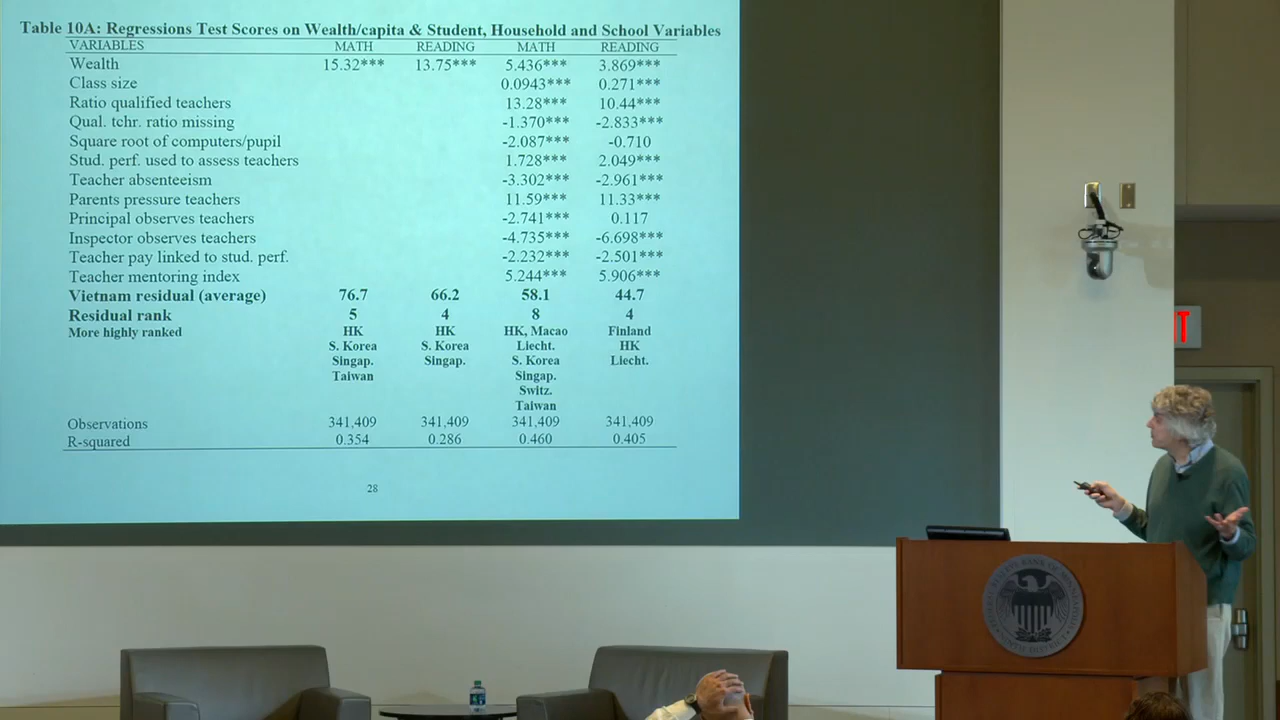 Table 10A: Regressions Test Scores on Wealth/capita & Student, Household and School Variables
VARIABLES MATH READING MATH READING
Wealth 15.32*** 13.75*** 5.436*** 3.869***
Class size 0.0943*** 0.271***
Ratio qualified teachers 13.28*** 10.44***
Qual. tchr. ratio missing -1.370*** -2.833***
Square root of computers/pupil -2.087*** -0.710
Stud. perf. used to assess teachers 1.728*** 2.049***
Teacher absenteeism -3.302*** -2.961***
Parents pressure teachers 11.59*** 11.33***
Principal observes teachers -2.741*** 0.117
Inspector observes teachers -4.735*** -6.698***
Teacher pay linked to stud. perf. -2.232*** -2.501***
Teacher mentoring index 5.244*** 5.906***
Vietnam residual (average) 76.7 66.2 58.1 44.7
Residual rank 5 4 8 4
More highly ranked HK HK HK, Macao Finland
S. Korea S. Korea Liecht. HK
Singap. Singap. S. Korea Liecht.
Taiwan Singap.
Switz.
Taiwan
Observations 341,409 341,409 341,409 341,409
R-squared 0.354 0.286 0.460 0.405
28